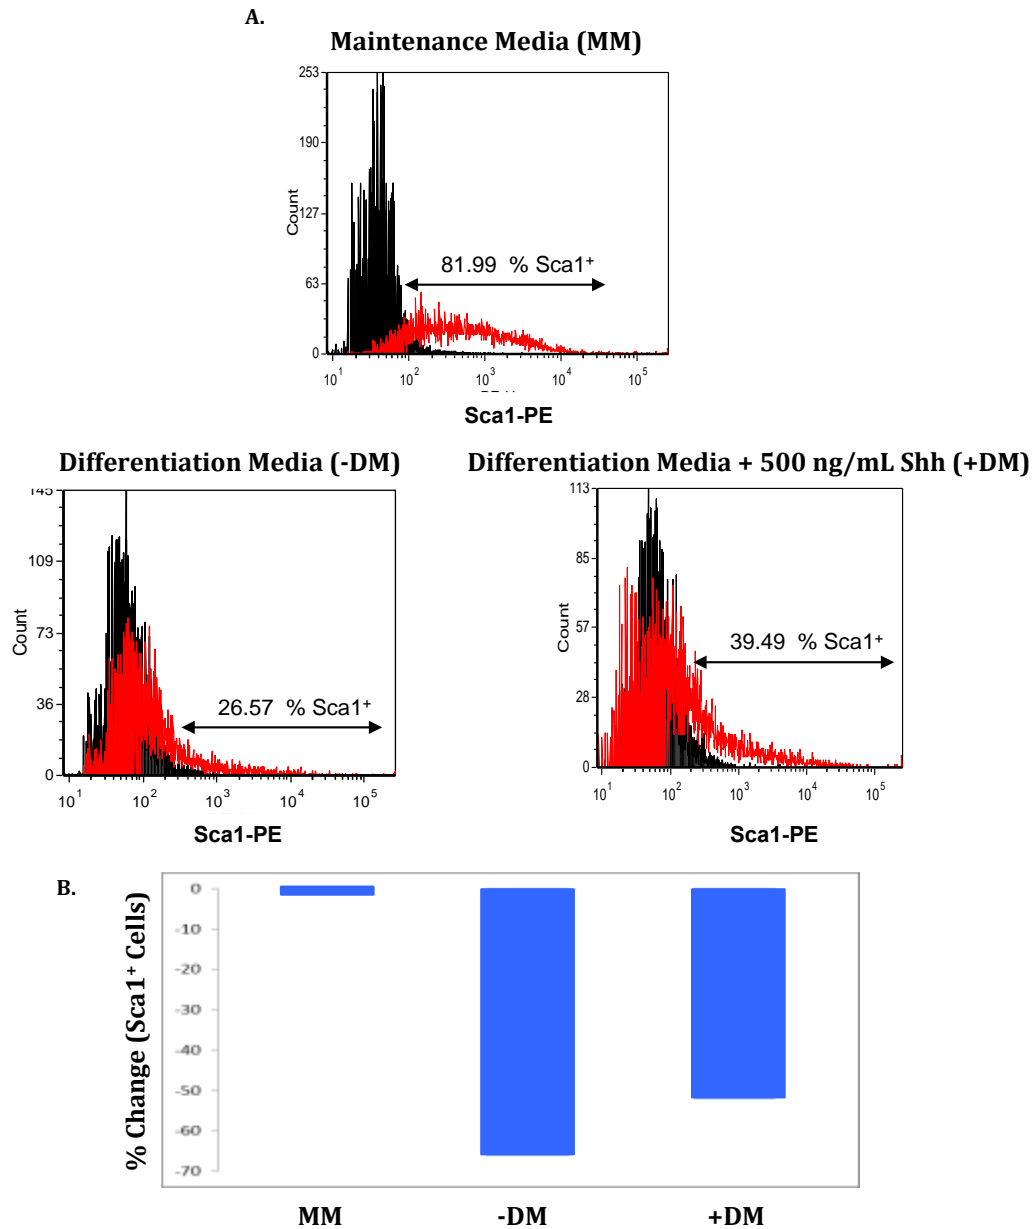 A.
Maintenance Media (MM)
253
190
127
63
0
Count
81.99 % Sca1⁺
10¹ 10² 10³ 10⁴ 10⁵
Sca1-PE
Differentiation Media (-DM)
145
109
73
36
0
Count
26.57 % Sca1⁺
10¹ 10² 10³ 10⁴ 10⁵
Sca1-PE
Differentiation Media + 500 ng/mL Shh (+DM)
113
85
57
28
0
Count
39.49 % Sca1⁺
10¹ 10² 10³ 10⁴ 10⁵
Sca1-PE
B.
% Change (Sca1⁺ Cells)
0
-10
-20
-30
-40
-50
-60
-70
MM -DM +DM